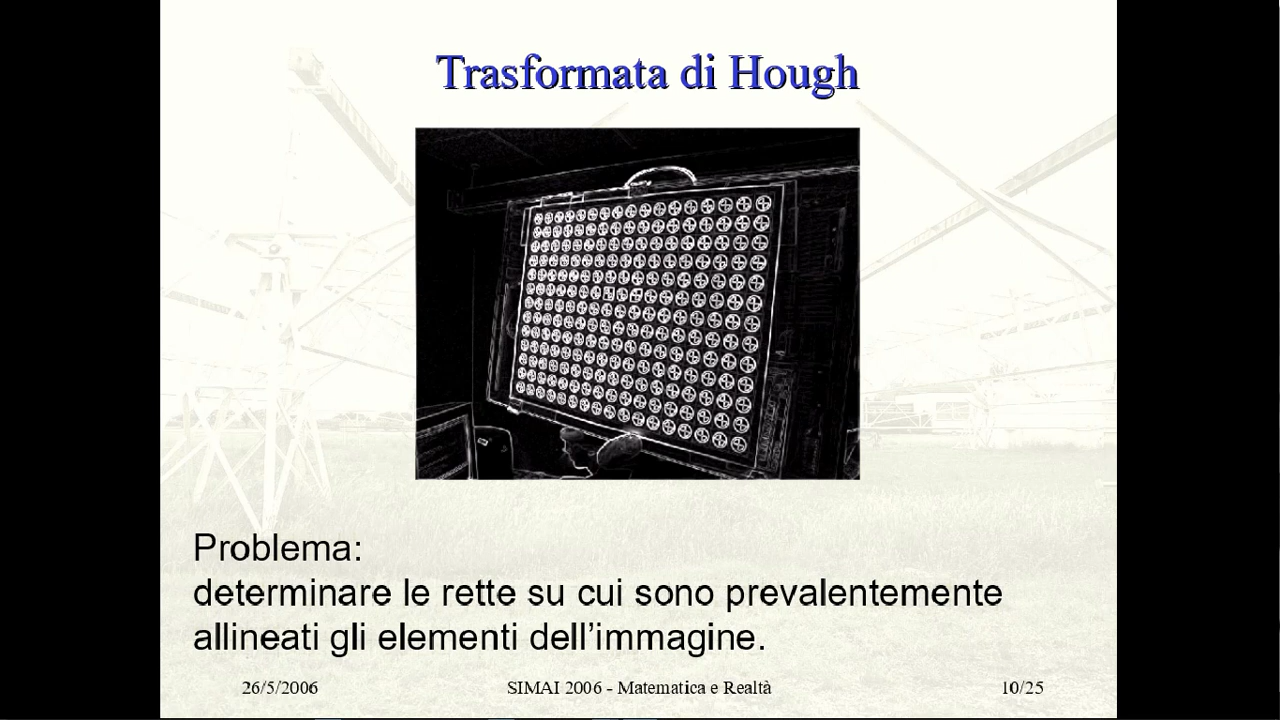 Trasformata di Hough
Problema:
determinare le rette su cui sono prevalentemente
allineati gli elementi dell’immagine.
26/5/2006
SIMAI 2006 - Matematica e Realtà
10/25